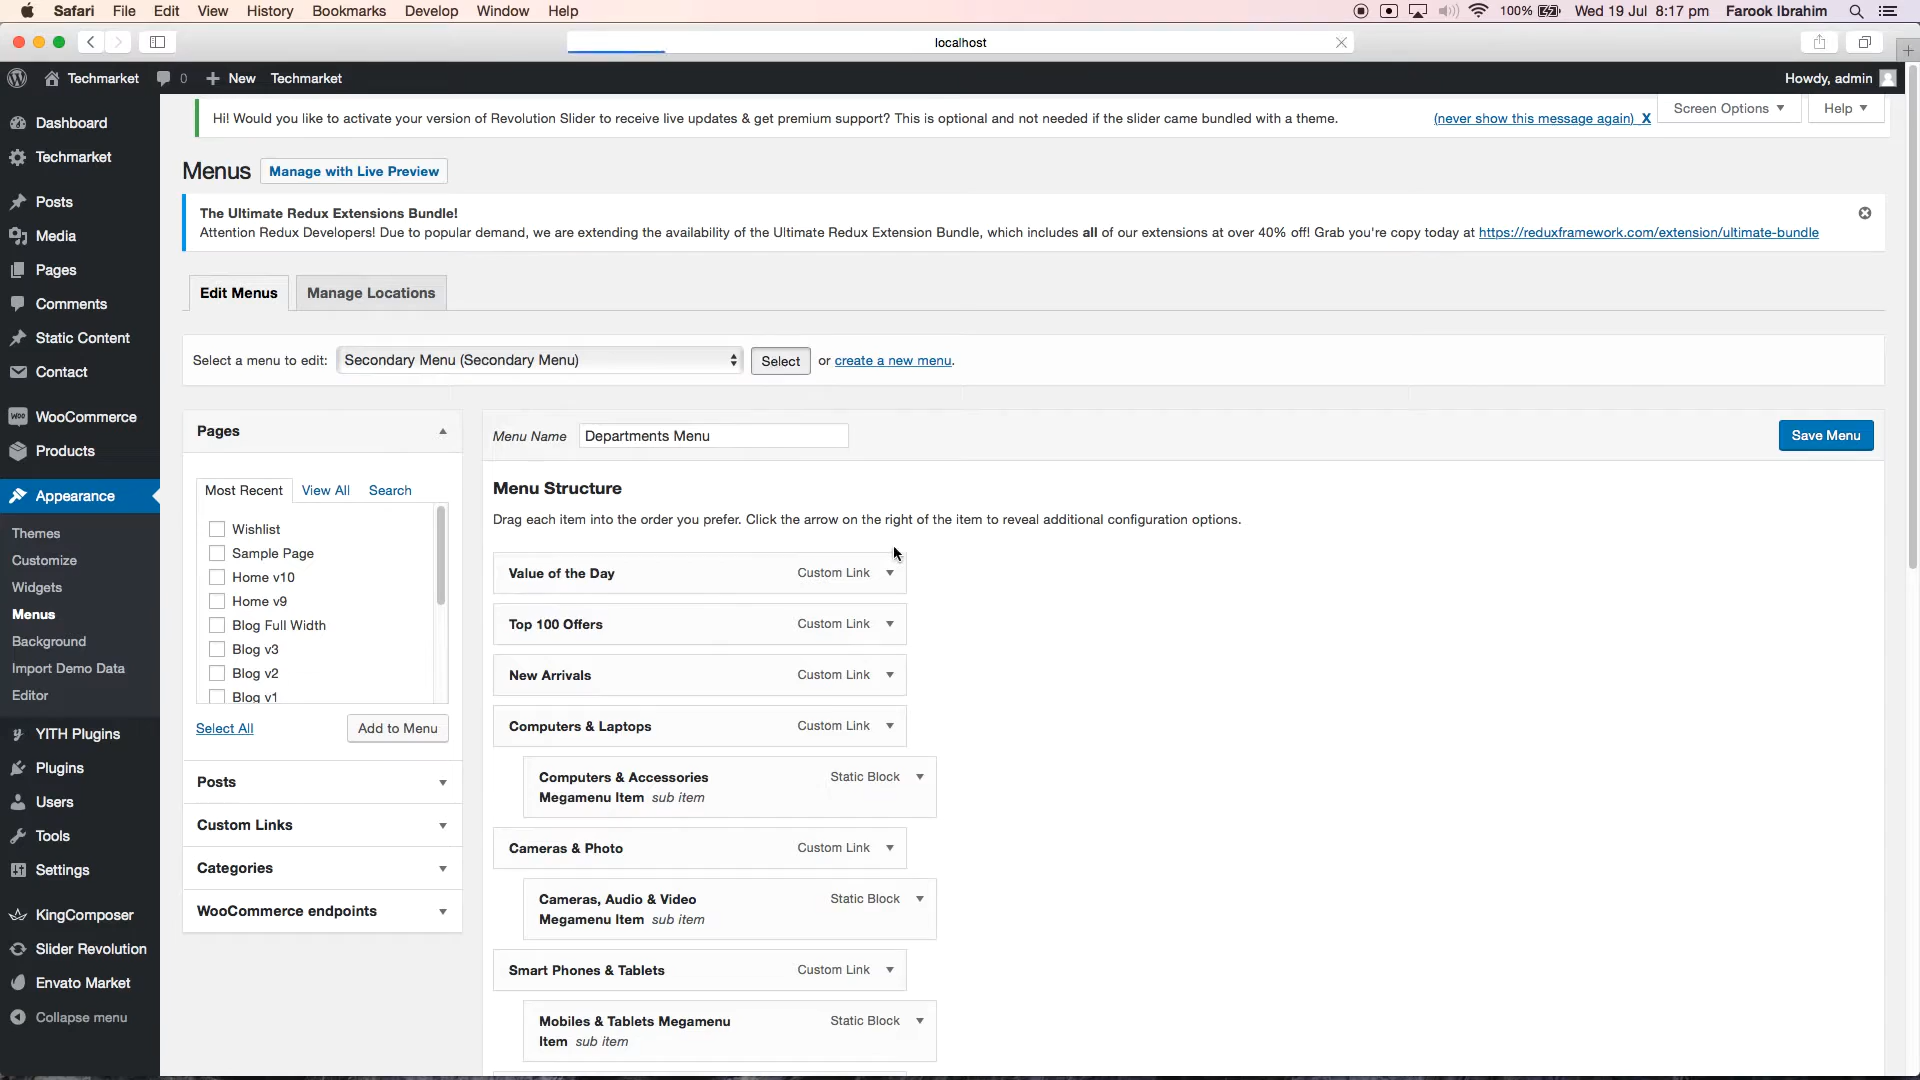 Safari File Edit View History Bookmarks Develop Window Help 100% Wed 19 Jul 8:17 pm Farook Ibrahim
localhost
Techmarket 0 New Techmarket Howdy, admin
Hi! Would you like to activate your version of Revolution Slider to receive live updates & get premium support? This is optional and not needed if the slider came bundled with a theme. (never show this message again) X
Screen Options Help
Dashboard
Techmarket
Posts
Media
Pages
Comments
Static Content
Contact
WooCommerce
Products
Appearance
Themes
Customize
Widgets
Menus
Background
Import Demo Data
Editor
YITH Plugins
Plugins
Users
Tools
Settings
KingComposer
Slider Revolution
Envato Market
Collapse menu
Menus Manage with Live Preview
The Ultimate Redux Extensions Bundle!
Attention Redux Developers! Due to popular demand, we are extending the availability of the Ultimate Redux Extension Bundle, which includes all of our extensions at over 40% off! Grab you're copy today at https://reduxframework.com/extension/ultimate-bundle
Edit Menus Manage Locations
Select a menu to edit: Secondary Menu (Secondary Menu) Select or create a new menu.
Pages
Most Recent View All Search
Wishlist
Sample Page
Home v10
Home v9
Blog Full Width
Blog v3
Blog v2
Blog v1
Select All Add to Menu
Posts
Custom Links
Categories
WooCommerce endpoints
Menu Name Departments Menu Save Menu
Menu Structure
Drag each item into the order you prefer. Click the arrow on the right of the item to reveal additional configuration options.
Value of the Day Custom Link
Top 100 Offers Custom Link
New Arrivals Custom Link
Computers & Laptops Custom Link
Computers & Accessories Static Block
Megamenu Item sub item
Cameras & Photo Custom Link
Cameras, Audio & Video Static Block
Megamenu Item sub item
Smart Phones & Tablets Custom Link
Mobiles & Tablets Megamenu Static Block
Item sub item